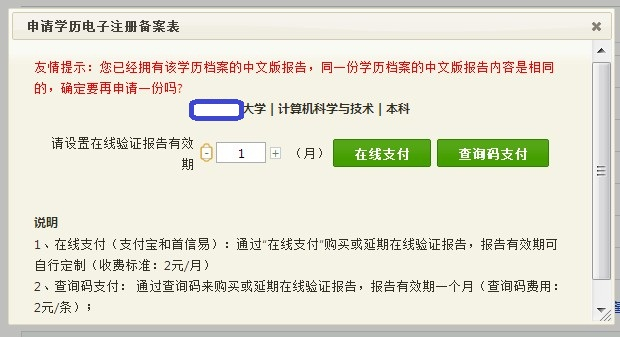 申请学历电子注册备案表
友情提示：您已经拥有该学历档案的中文版报告，同一份学历档案的中文版报告内容是相同
的，确定要再申请一份吗?
大学 | 计算机科学与技术 | 本科
请设置在线验证报告有效
期 - 1 + （月） 在线支付 查询码支付
说明
1、在线支付（支付宝和首信易）：通过“在线支付”购买或延期在线验证报告，报告有效期可
自行定制（收费标准：2元/月）
2、查询码支付： 通过查询码来购买或延期在线验证报告，报告有效期一个月（查询码费用：
2元/条）；